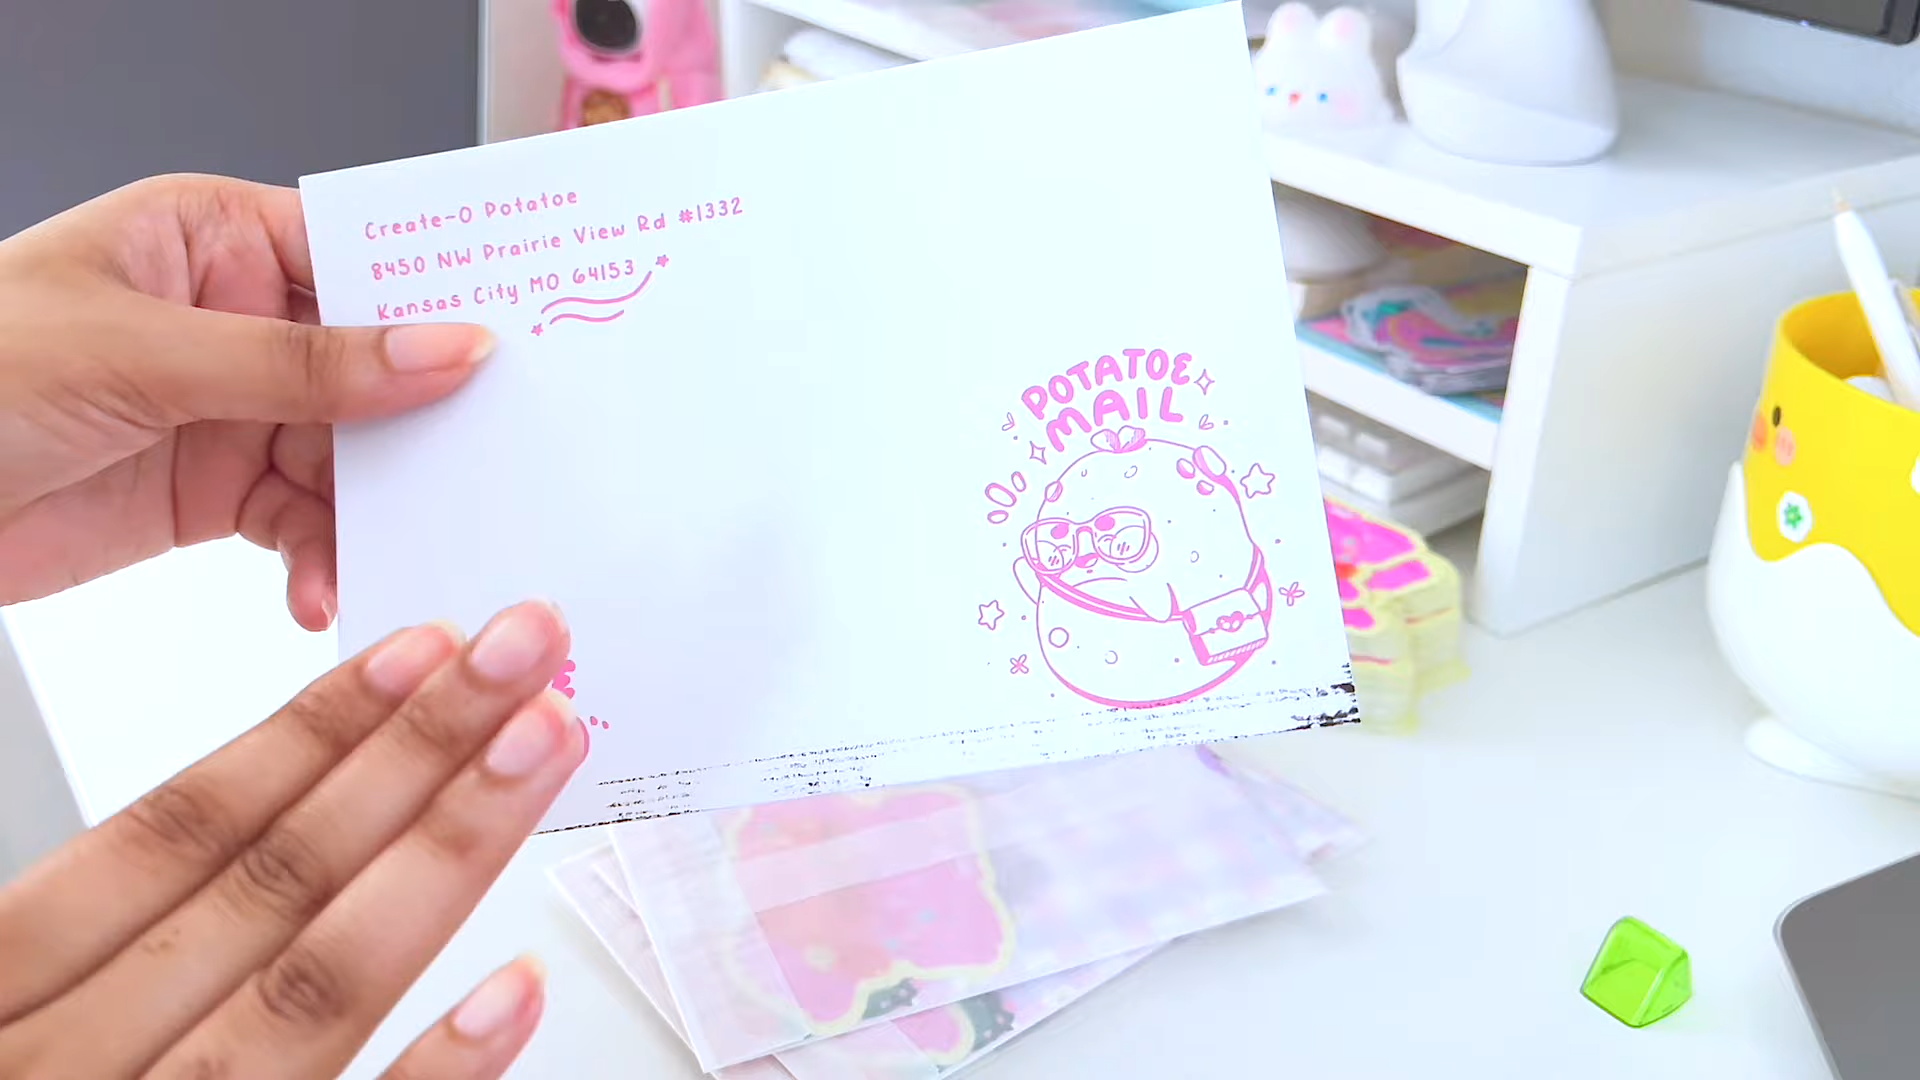 Create-O Potatoe
8450 NW Prairie View Rd #1332
Kansas City MO 64153
POTATOE
MAIL